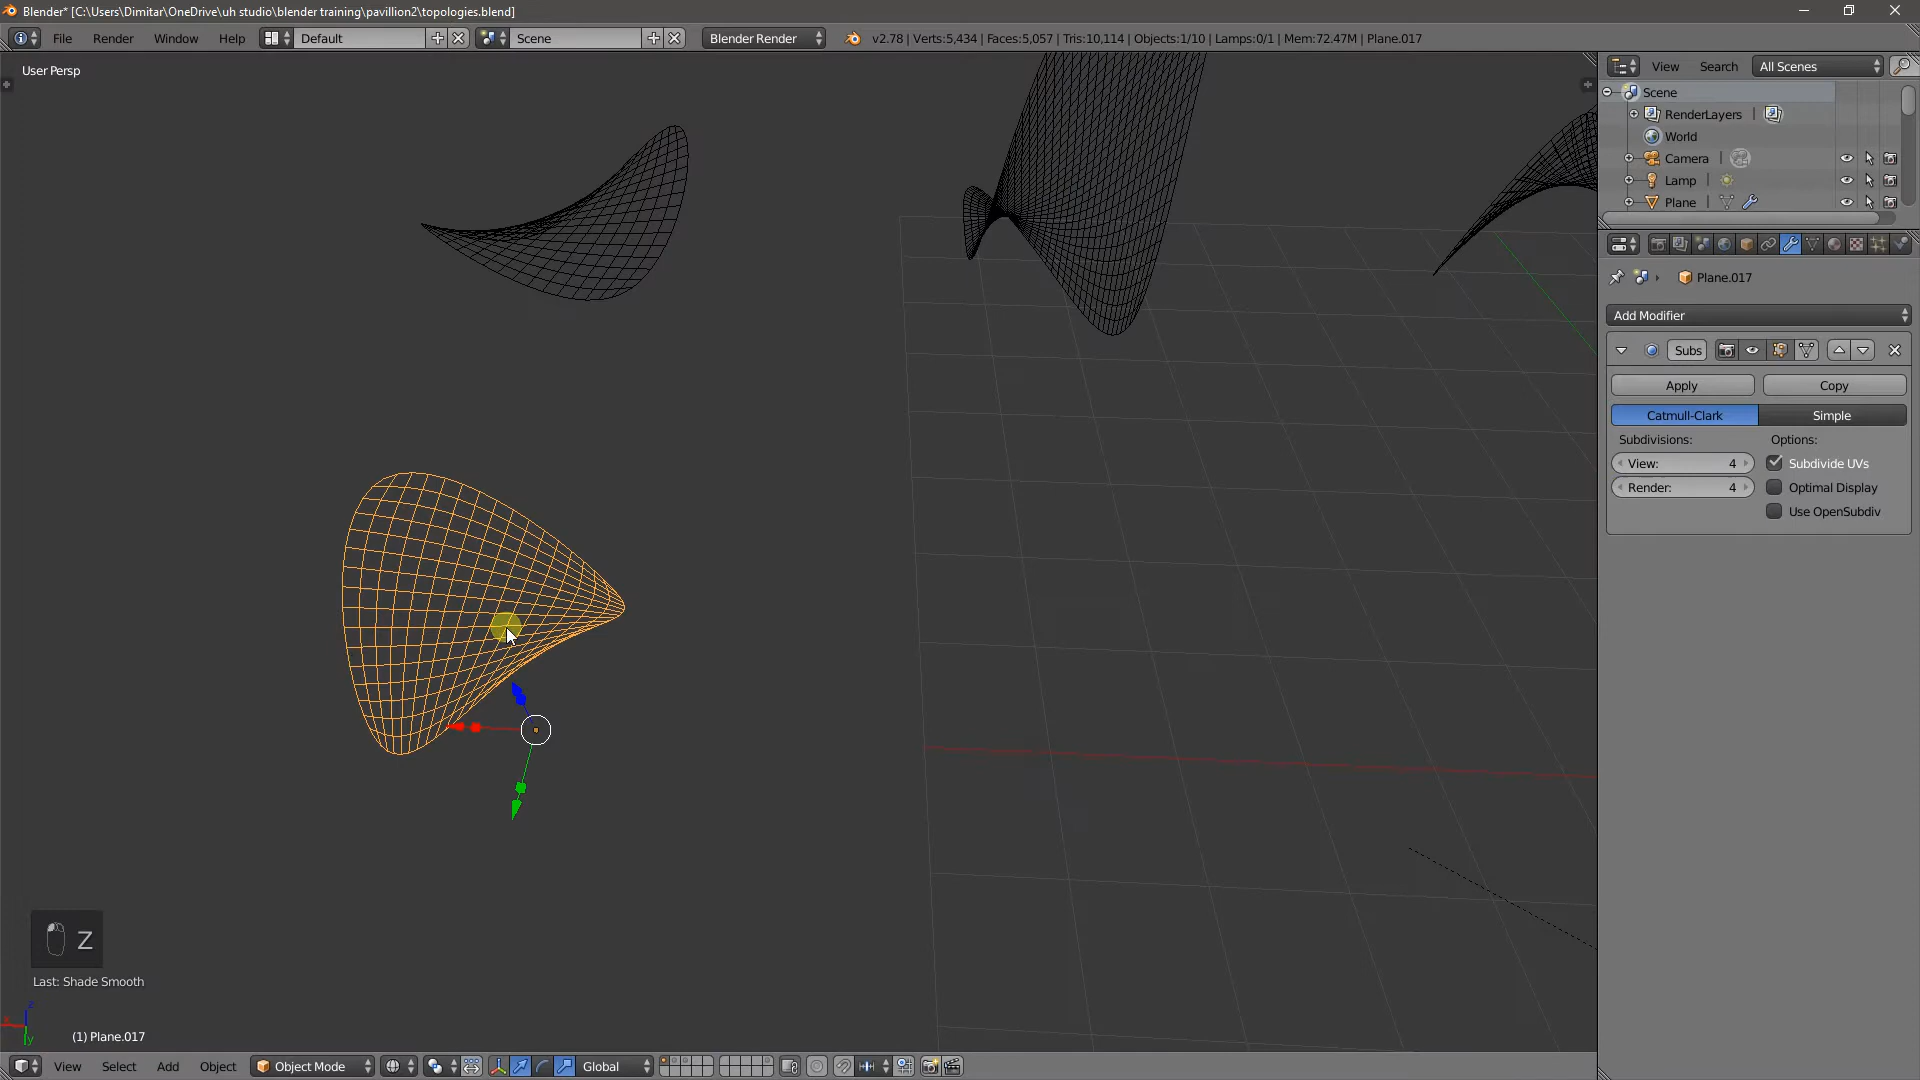 Blender* [C:\Users\Dimitar\OneDrive\uh studio\blender training\pavillion2\topologies.blend]
File Render Window Help Default Scene Blender Render v2.78 | Verts:5,434 | Faces:5,057 | Tris:10,114 | Objects:1/10 | Lamps:0/1 | Mem:72.47M | Plane.017
User Persp
View Search All Scenes
Scene
RenderLayers
World
Camera
Lamp
Plane
Plane.017
Add Modifier
Subs
Apply Copy
Catmull-Clark Simple
Subdivisions: Options:
View: 4 Subdivide UVs
Render: 4 Optimal Display
Use OpenSubdiv
Z
Last: Shade Smooth
z
x
y
(1) Plane.017
View Select Add Object Object Mode Global